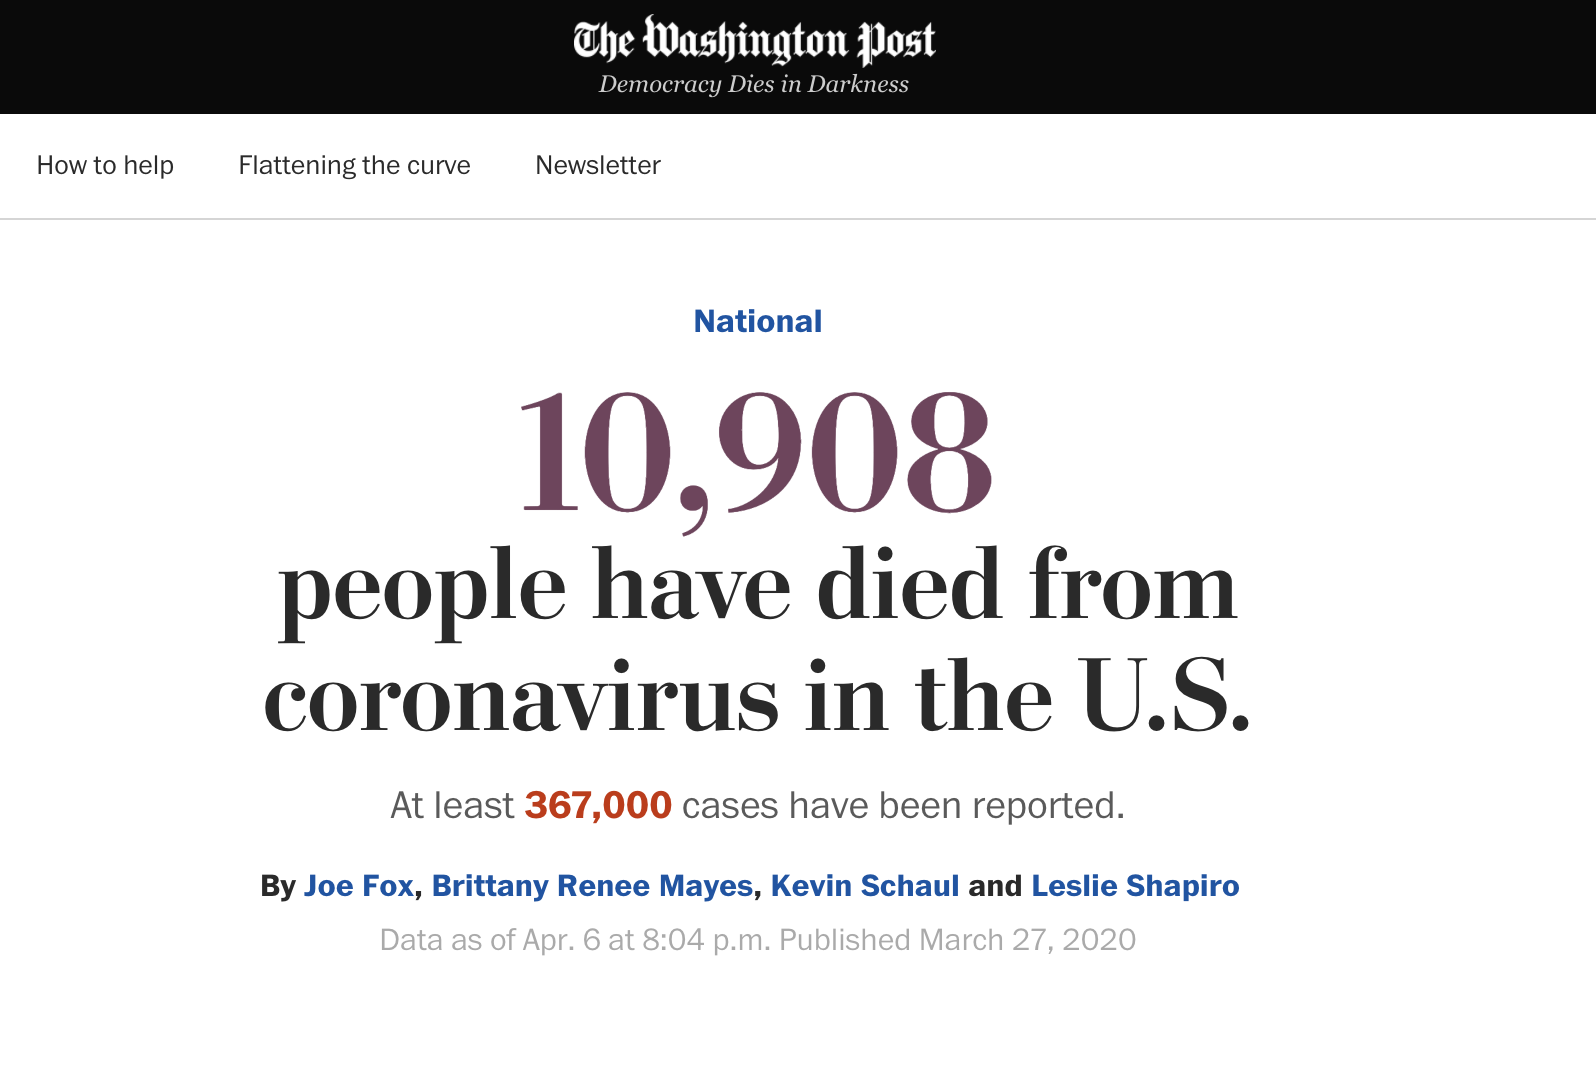 The Washington Post
Democracy Dies in Darkness
How to help Flattening the curve Newsletter
National
10,908
people have died from
coronavirus in the U.S.
At least 367,000 cases have been reported.
By Joe Fox, Brittany Renee Mayes, Kevin Schaul and Leslie Shapiro
Data as of Apr. 6 at 8:04 p.m. Published March 27, 2020